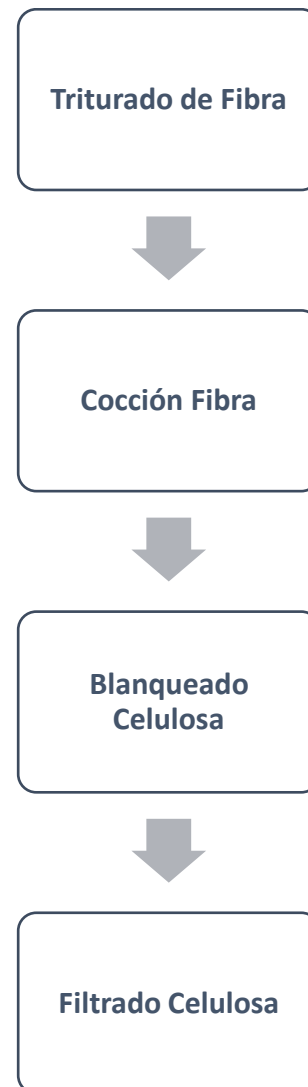 Triturado de Fibra
Cocción Fibra
Blanqueado
Celulosa
Filtrado Celulosa